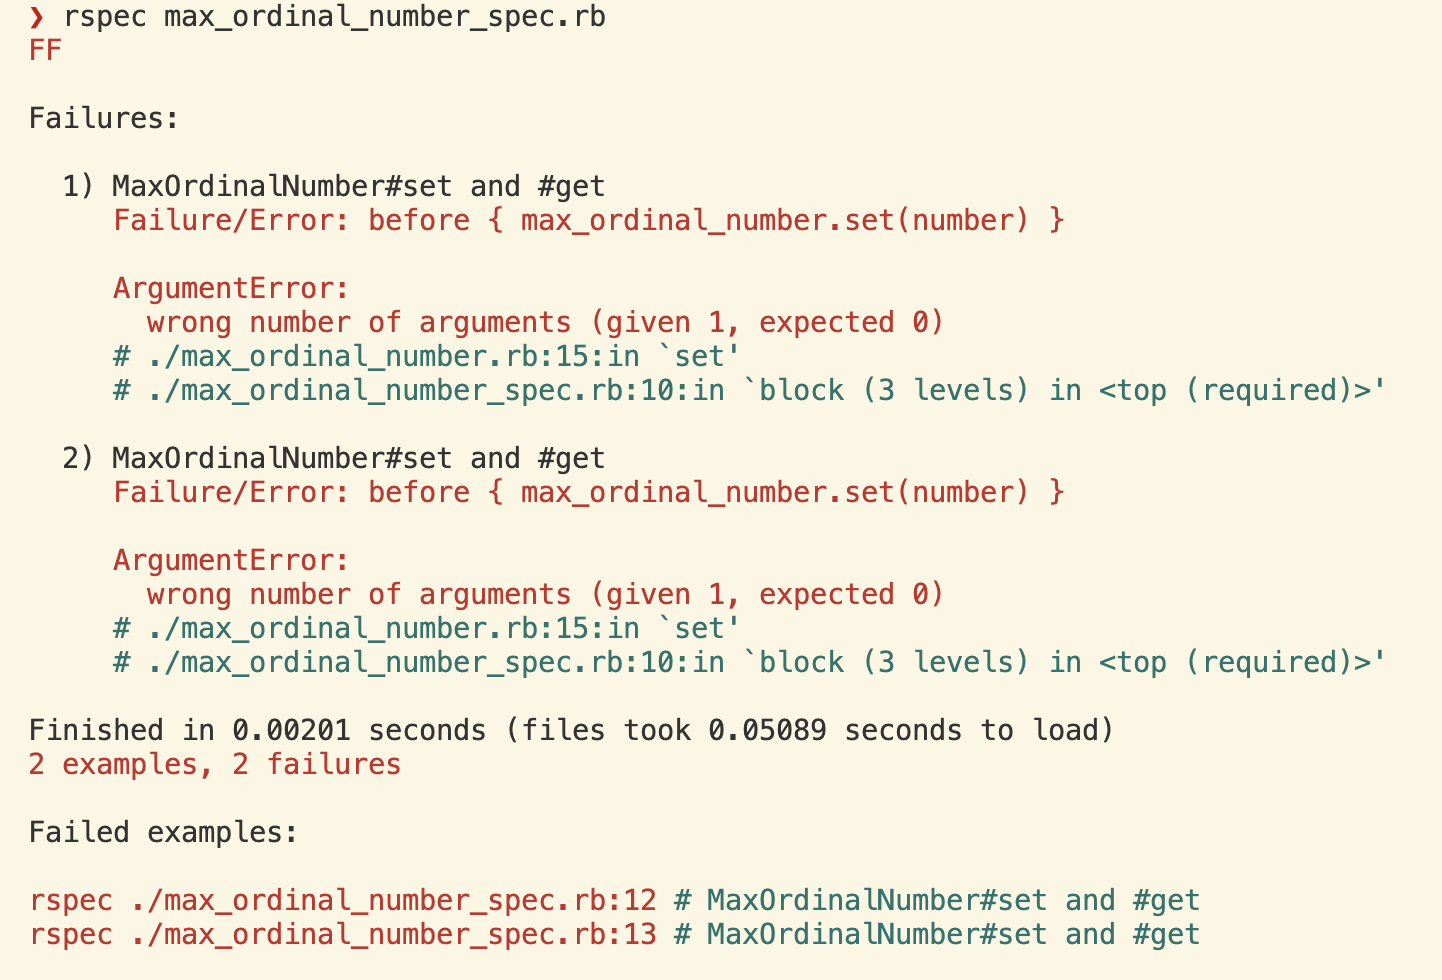 ❯ rspec max_ordinal_number_spec.rb
FF
Failures:
1) MaxOrdinalNumber#set and #get
Failure/Error: before { max_ordinal_number.set(number) }
ArgumentError:
wrong number of arguments (given 1, expected 0)
# ./max_ordinal_number.rb:15:in `set'
# ./max_ordinal_number_spec.rb:10:in `block (3 levels) in <top (required)>'
2) MaxOrdinalNumber#set and #get
Failure/Error: before { max_ordinal_number.set(number) }
ArgumentError:
wrong number of arguments (given 1, expected 0)
# ./max_ordinal_number.rb:15:in `set'
# ./max_ordinal_number_spec.rb:10:in `block (3 levels) in <top (required)>'
Finished in 0.00201 seconds (files took 0.05089 seconds to load)
2 examples, 2 failures
Failed examples:
rspec ./max_ordinal_number_spec.rb:12 # MaxOrdinalNumber#set and #get
rspec ./max_ordinal_number_spec.rb:13 # MaxOrdinalNumber#set and #get